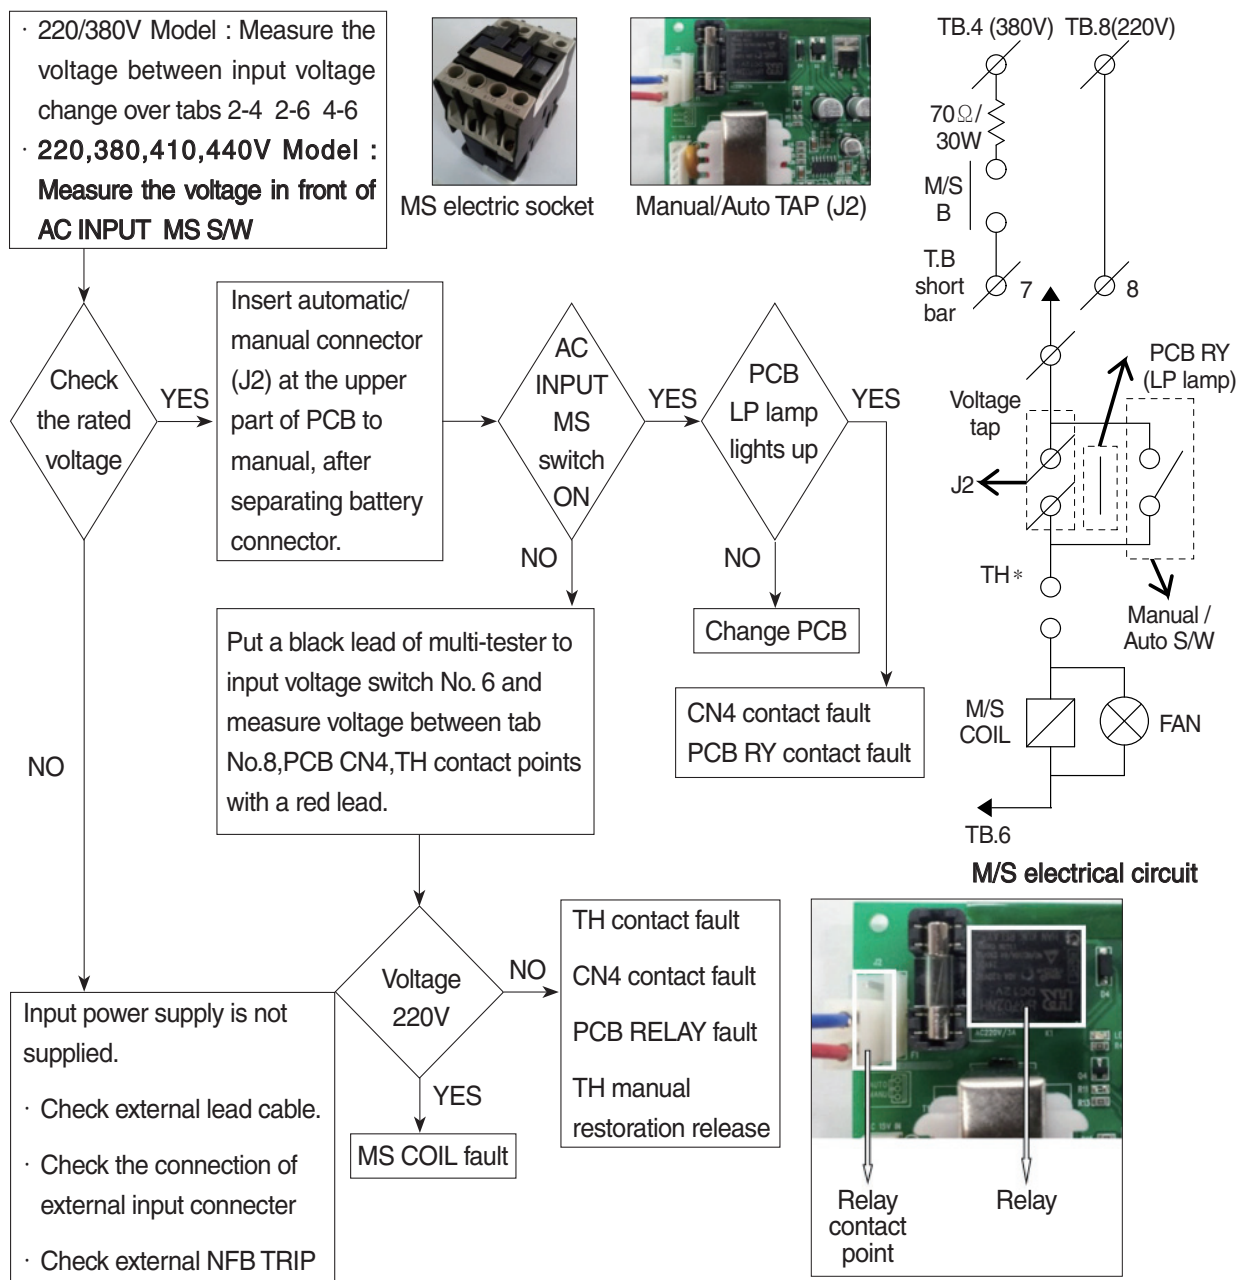 · 220/380V Model : Measure the
voltage between input voltage
change over tabs 2-4 2-6 4-6
· 220,380,410,440V Model :
Measure the voltage in front of
AC INPUT MS S/W
MS electric socket
Manual/Auto TAP (J2)
TB.4 (380V)
TB.8(220V)
70Ω/
30W
M/S
B
T.B
short
bar
7
8
PCB RY
(LP lamp)
Voltage
tap
J2
TH*
Manual /
Auto S/W
M/S
COIL
FAN
TB.6
M/S electrical circuit
Check
the rated
voltage
YES
Insert automatic/
manual connector
(J2) at the upper
part of PCB to
manual, after
separating battery
connector.
AC
INPUT
MS
switch
ON
YES
PCB
LP lamp
lights up
YES
NO
NO
Change PCB
CN4 contact fault
PCB RY contact fault
Put a black lead of multi-tester to
input voltage switch No. 6 and
measure voltage between tab
No.8,PCB CN4,TH contact points
with a red lead.
NO
Voltage
220V
NO
TH contact fault
CN4 contact fault
PCB RELAY fault
TH manual
restoration release
YES
MS COIL fault
Input power supply is not
supplied.
· Check external lead cable.
· Check the connection of
external input connecter
· Check external NFB TRIP
J2
F1
Q4
Relay
contact
point
Relay